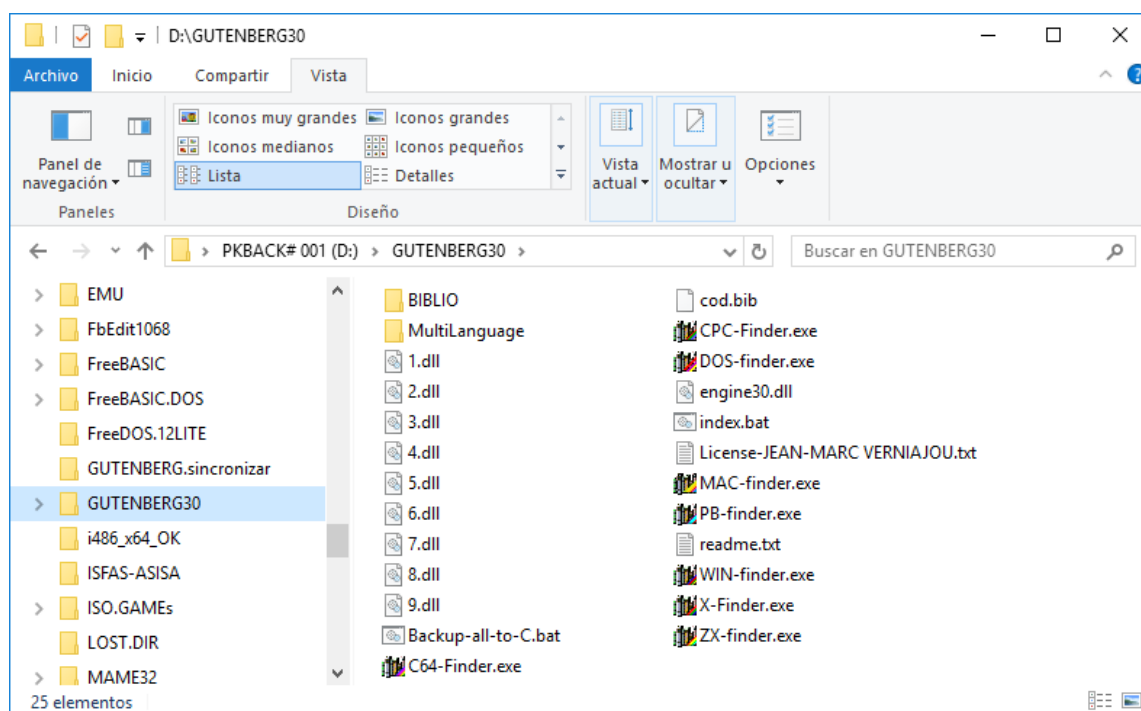 D:\GUTENBERG30
Archivo Inicio Compartir Vista
Panel de navegación
Iconos muy grandes Iconos grandes
Iconos medianos Iconos pequeños
Lista Detalles
Vista actual
Mostrar u ocultar
Opciones
Paneles Diseño
PKBACK# 001 (D:) GUTENBERG30
Buscar en GUTENBERG30
EMU
FbEdit1068
FreeBASIC
FreeBASIC.DOS
FreeDOS.12LITE
GUTENBERG.sincronizar
GUTENBERG30
i486_x64_OK
ISFAS-ASISA
ISO.GAMEs
LOST.DIR
MAME32
BIBLIO
MultiLanguage
1.dll
2.dll
3.dll
4.dll
5.dll
6.dll
7.dll
8.dll
9.dll
Backup-all-to-C.bat
C64-Finder.exe
cod.bib
CPC-Finder.exe
DOS-finder.exe
engine30.dll
index.bat
License-JEAN-MARC VERNIAJOU.txt
MAC-finder.exe
PB-finder.exe
readme.txt
WIN-finder.exe
X-Finder.exe
ZX-finder.exe
25 elementos